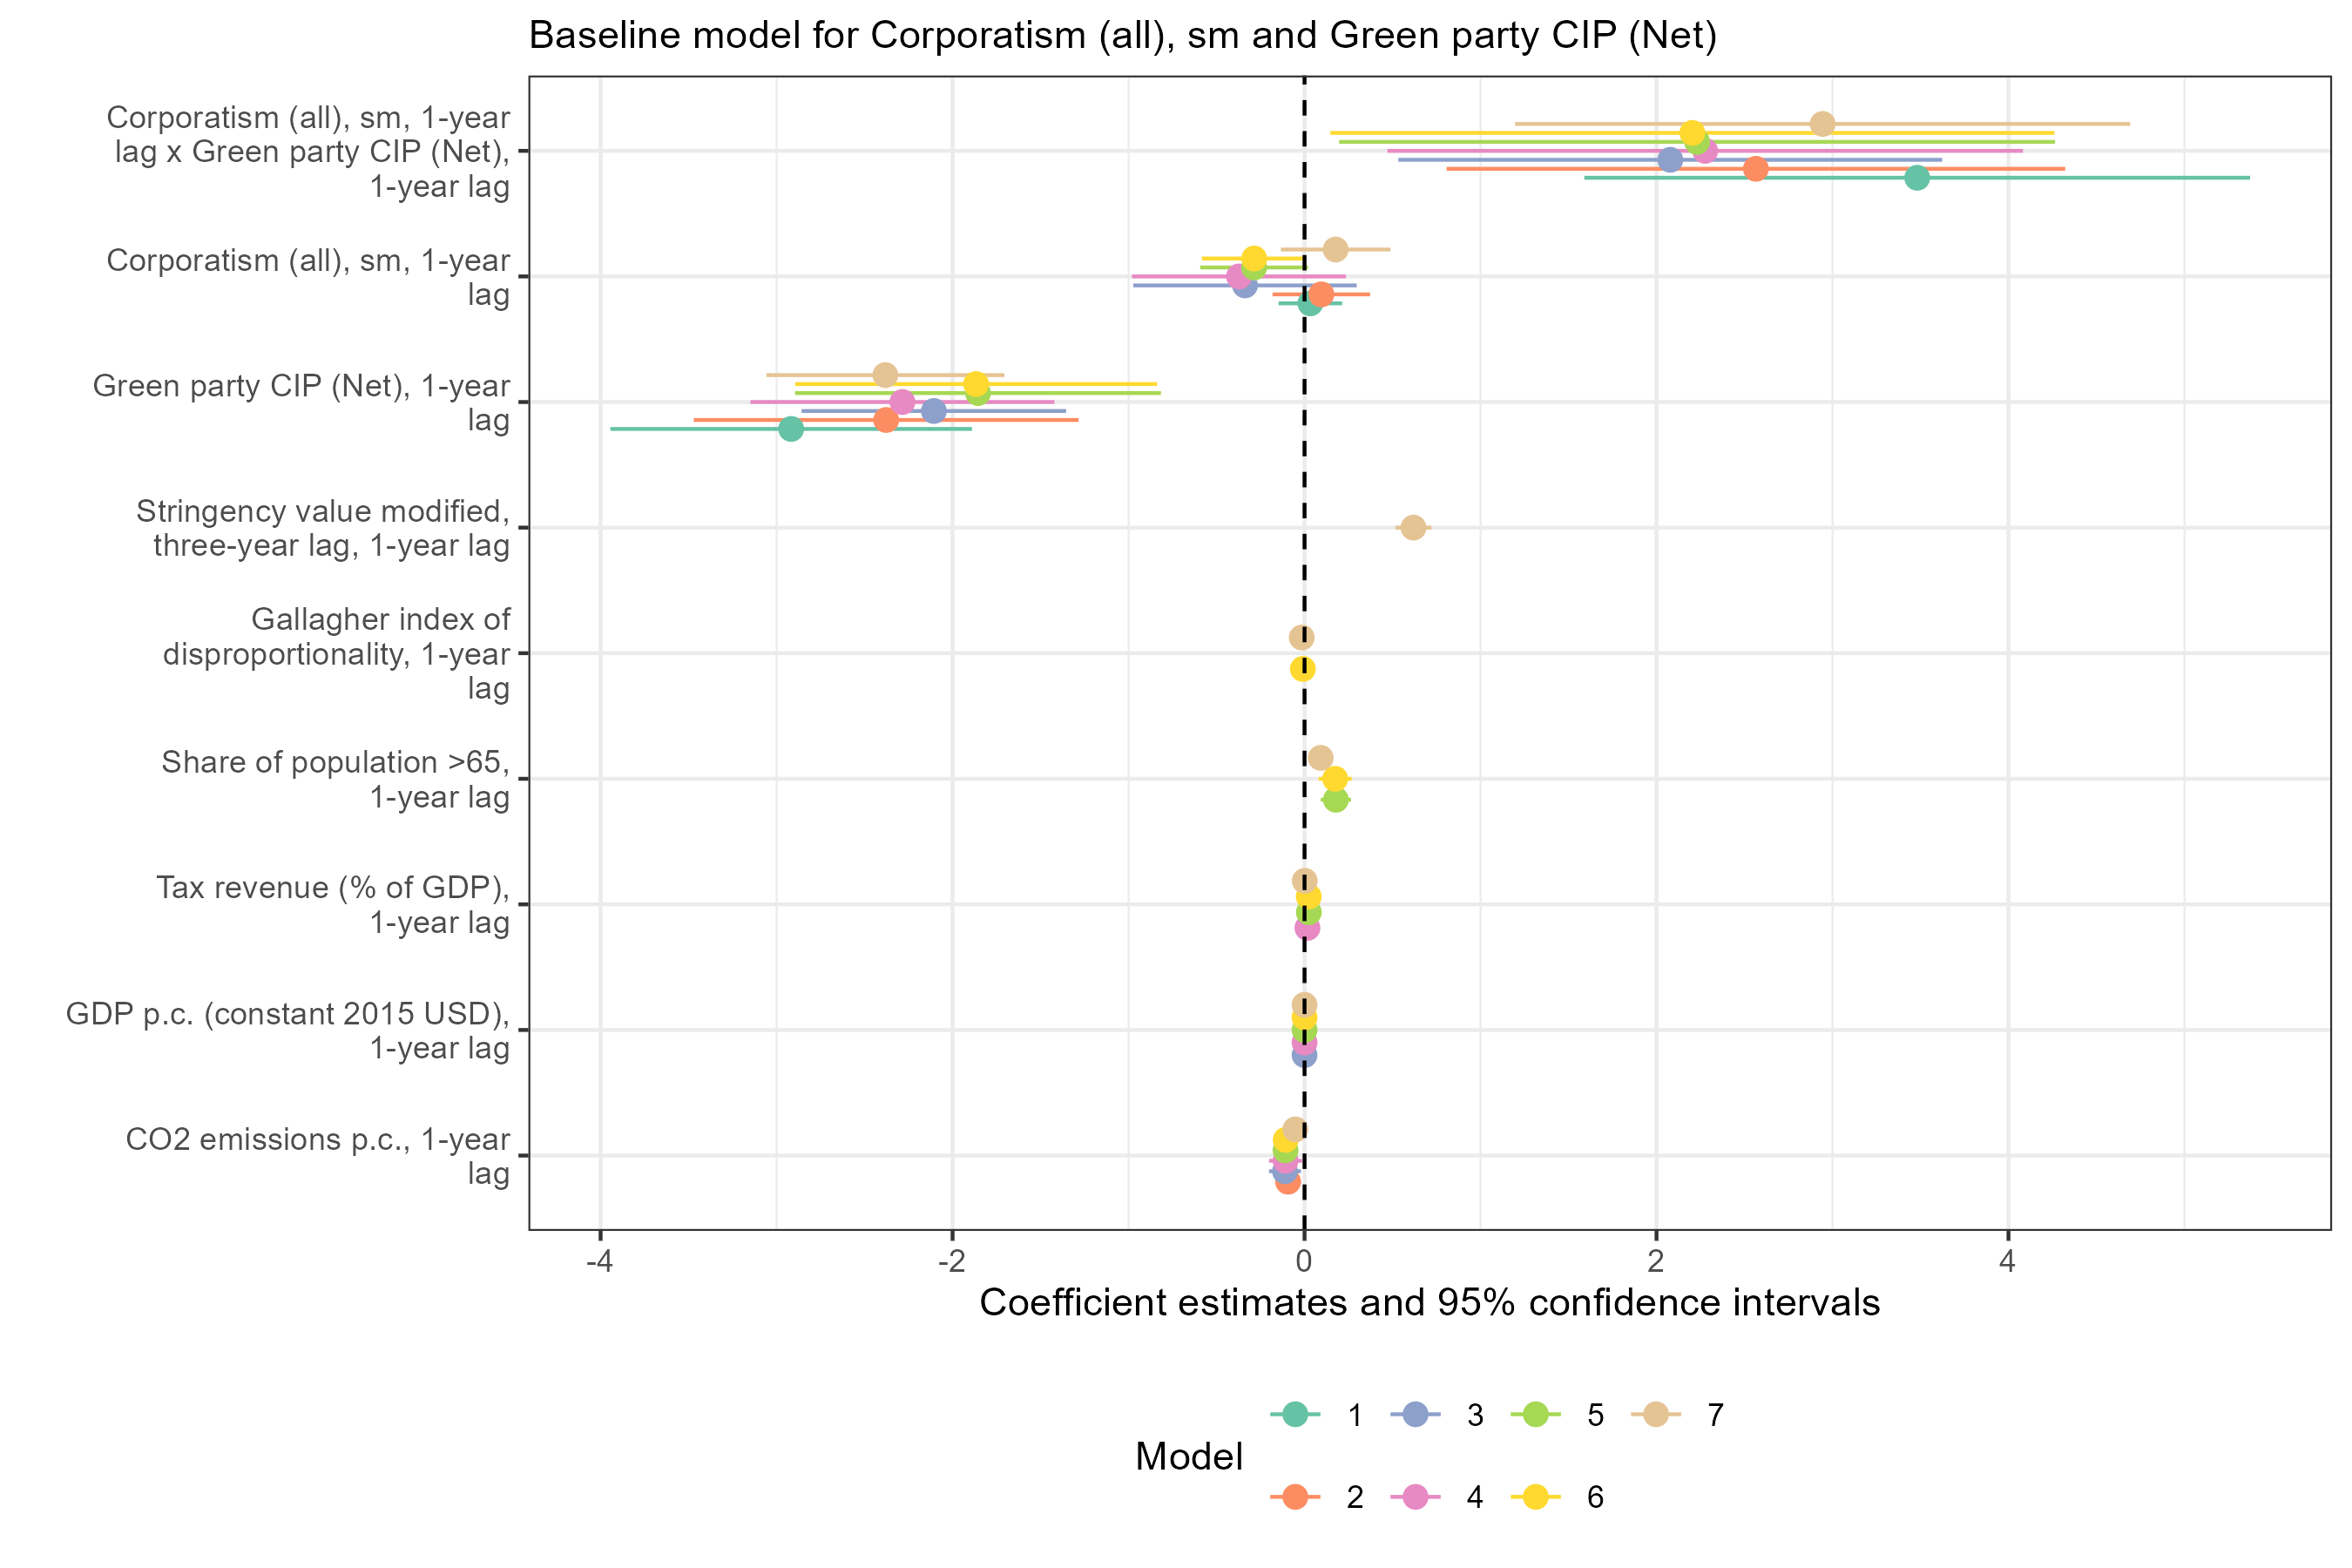 Baseline model for Corporatism (all), sm and Green party CIP (Net)
Corporatism (all), sm, 1-year
lag x Green party CIP (Net),
1-year lag
Corporatism (all), sm, 1-year
lag
Green party CIP (Net), 1-year
lag
Stringency value modified,
three-year lag, 1-year lag
Gallagher index of
disproportionality, 1-year
lag
Share of population >65,
1-year lag
Tax revenue (% of GDP),
1-year lag
GDP p.c. (constant 2015 USD),
1-year lag
CO2 emissions p.c., 1-year
lag
-4 -2 0 2 4
Coefficient estimates and 95% confidence intervals
Model
1 3 5 7
2 4 6